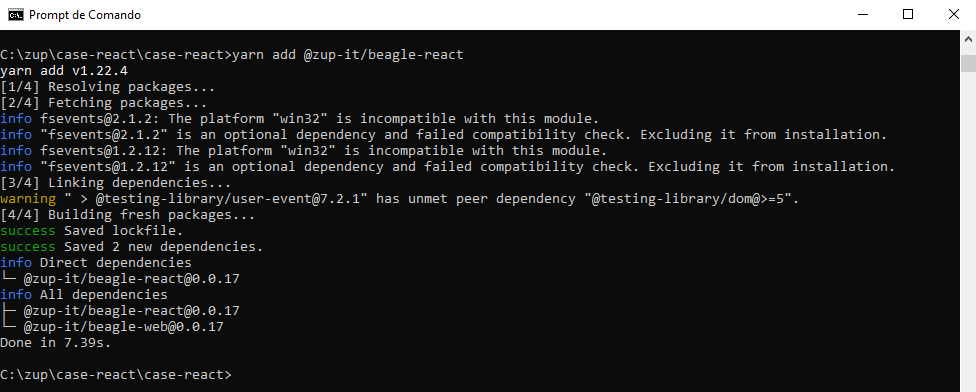 Prompt de Comando
C:\zup\case-react\case-react>yarn add @zup-it/beagle-react
yarn add v1.22.4
[1/4] Resolving packages...
[2/4] Fetching packages...
info fsevents@2.1.2: The platform "win32" is incompatible with this module.
info "fsevents@2.1.2" is an optional dependency and failed compatibility check. Excluding it from installation.
info fsevents@1.2.12: The platform "win32" is incompatible with this module.
info "fsevents@1.2.12" is an optional dependency and failed compatibility check. Excluding it from installation.
[3/4] Linking dependencies...
warning " > @testing-library/user-event@7.2.1" has unmet peer dependency "@testing-library/dom@>=5".
[4/4] Building fresh packages...
success Saved lockfile.
success Saved 2 new dependencies.
info Direct dependencies
└─ @zup-it/beagle-react@0.0.17
info All dependencies
├─ @zup-it/beagle-react@0.0.17
└─ @zup-it/beagle-web@0.0.17
Done in 7.39s.
C:\zup\case-react\case-react>